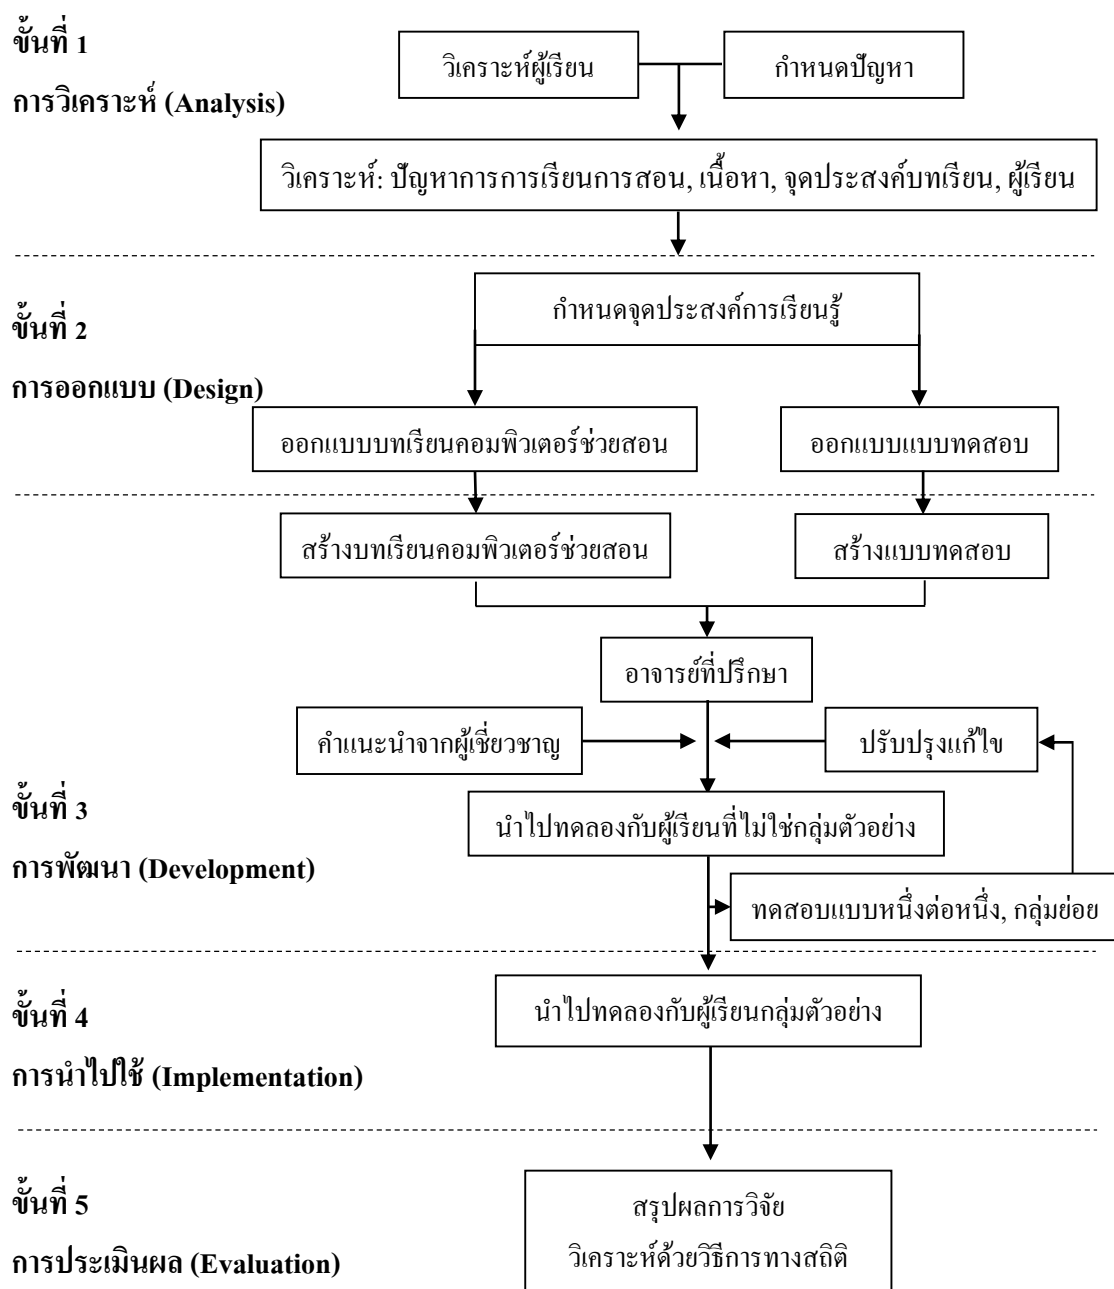 ขั้นที่ 1
การวิเคราะห์ (Analysis)
วิเคราะห์ผู้เรียน
กำหนดปัญหา
วิเคราะห์: ปัญหาการการเรียนการสอน, เนื้อหา, จุดประสงค์บทเรียน, ผู้เรียน
ขั้นที่ 2
การออกแบบ (Design)
กำหนดจุดประสงค์การเรียนรู้
ออกแบบบทเรียนคอมพิวเตอร์ช่วยสอน
ออกแบบแบบทดสอบ
สร้างบทเรียนคอมพิวเตอร์ช่วยสอน
สร้างแบบทดสอบ
อาจารย์ที่ปรึกษา
คำแนะนำจากผู้เชี่ยวชาญ
ปรับปรุงแก้ไข
ขั้นที่ 3
การพัฒนา (Development)
นำไปทดลองกับผู้เรียนที่ไม่ใช่กลุ่มตัวอย่าง
ทดสอบแบบหนึ่งต่อหนึ่ง, กลุ่มย่อย
ขั้นที่ 4
การนำไปใช้ (Implementation)
นำไปทดลองกับผู้เรียนกลุ่มตัวอย่าง
ขั้นที่ 5
การประเมินผล (Evaluation)
สรุปผลการวิจัย
วิเคราะห์ด้วยวิธีการทางสถิติ